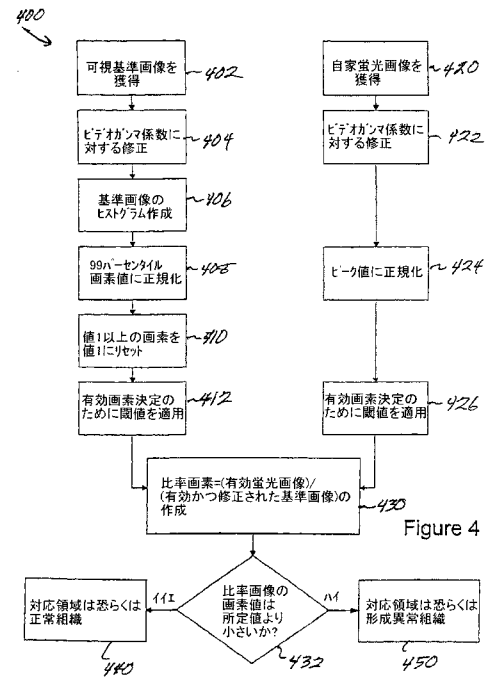 400
可視基準画像を
獲得
402
ビデオガンマ係数に
対する修正
404
基準画像の
ヒストグラム作成
406
99パーセンタイル
画素値に正規化
408
値1以上の画素を
値1にリセット
410
有効画素決定の
ために閾値を適用
412
自家蛍光画像を
獲得
420
ビデオガンマ係数に
対する修正
422
ピーク値に正規化
424
有効画素決定の
ために閾値を適用
426
比率画素=(有効蛍光画像)/
(有効かつ修正された基準画像)の
作成
430
Figure 4
比率画像の
画素値は
所定値より
小さいか?
432
イイエ
対応領域は恐らくは
正常組織
440
ハイ
対応領域は恐らくは
形成異常組織
450